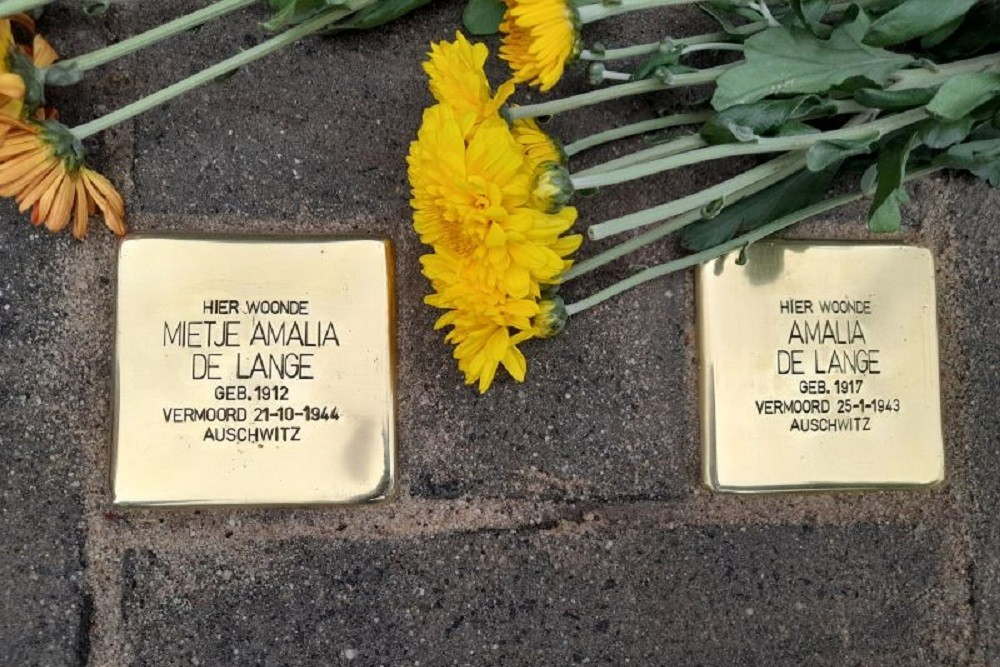 HIER WOONDE
MIETJE AMALIA
DE LANGE
GEB. 1912
VERMOORD 21-10-1944
AUSCHWITZ
HIER WOONDE
AMALIA
DE LANGE
GEB. 1917
VERMOORD 25-1-1943
AUSCHWITZ